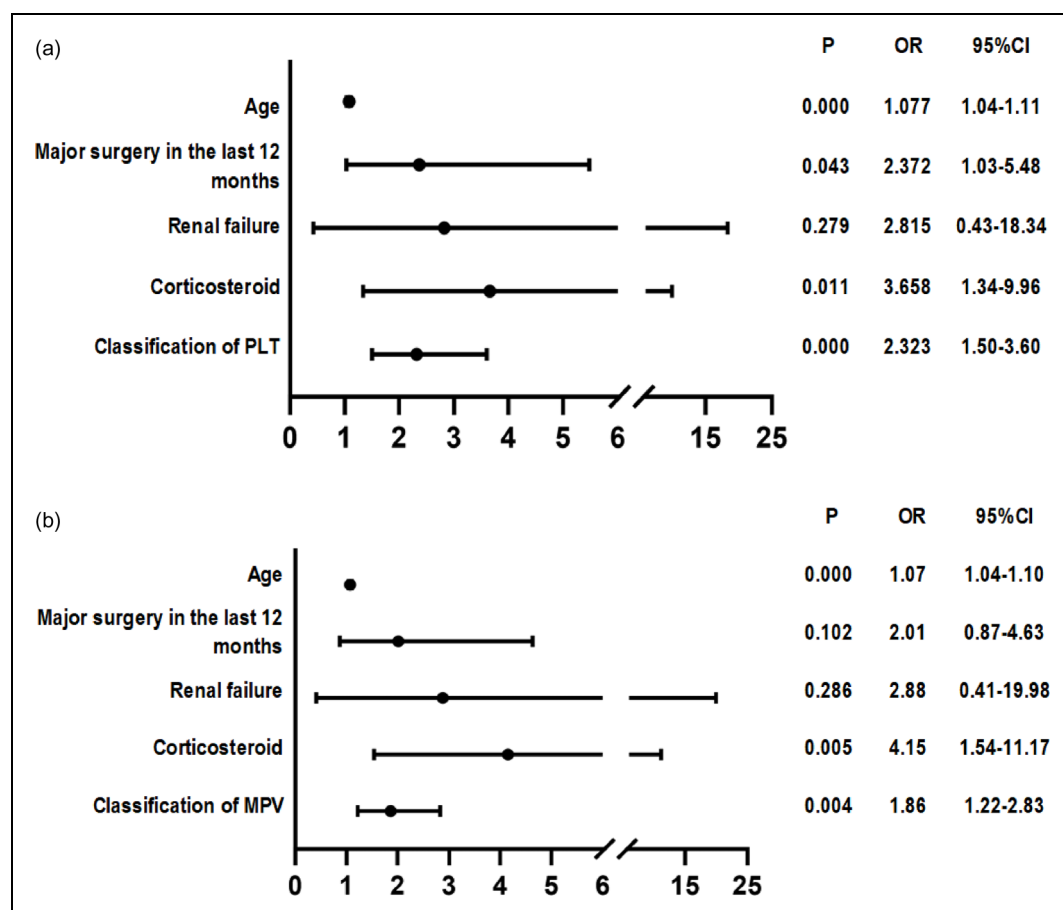 (a)
P OR 95%CI
Age 0.000 1.077 1.04-1.11
Major surgery in the last 12
months 0.043 2.372 1.03-5.48
Renal failure 0.279 2.815 0.43-18.34
Corticosteroid 0.011 3.658 1.34-9.96
Classification of PLT 0.000 2.323 1.50-3.60
0 1 2 3 4 5 6 15 25
(b)
P OR 95%CI
Age 0.000 1.07 1.04-1.10
Major surgery in the last 12
months 0.102 2.01 0.87-4.63
Renal failure 0.286 2.88 0.41-19.98
Corticosteroid 0.005 4.15 1.54-11.17
Classification of MPV 0.004 1.86 1.22-2.83
0 1 2 3 4 5 6 15 25